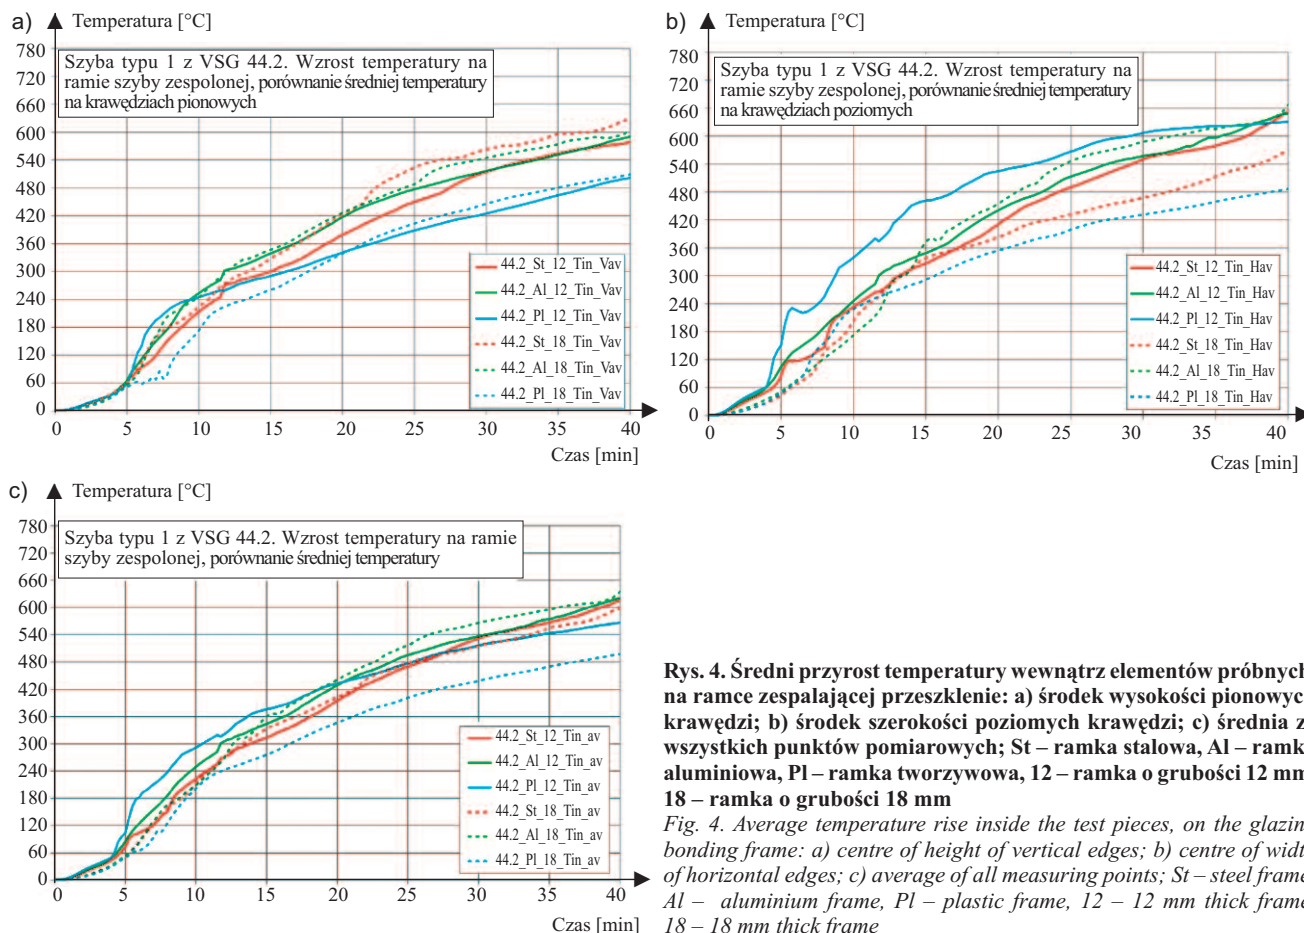 a) Temperatura [°C]
780
720
660
600
540
480
420
360
300
240
180
120
60
0
Szyba typu 1 z VSG 44.2. Wzrost temperatury na
ramie szyby zespolonej, porównanie średniej temperatury
na krawędziach pionowych
44.2_St_12_Tin_Vav
44.2_Al_12_Tin_Vav
44.2_Pl_12_Tin_Vav
44.2_St_18_Tin_Vav
44.2_Al_18_Tin_Vav
44.2_Pl_18_Tin_Vav
0 5 10 15 20 25 30 35 40
Czas [min]
b) Temperatura [°C]
780
720
660
600
540
480
420
360
300
240
180
120
60
0
Szyba typu 1 z VSG 44.2. Wzrost temperatury na
ramie szyby zespolonej, porównanie średniej temperatury
na krawędziach poziomych
44.2_St_12_Tin_Hav
44.2_Al_12_Tin_Hav
44.2_Pl_12_Tin_Hav
44.2_St_18_Tin_Hav
44.2_Al_18_Tin_Hav
44.2_Pl_18_Tin_Hav
0 5 10 15 20 25 30 35 40
Czas [min]
c) Temperatura [°C]
780
720
660
600
540
480
420
360
300
240
180
120
60
0
Szyba typu 1 z VSG 44.2. Wzrost temperatury na ramie
szyby zespolonej, porównanie średniej temperatury
44.2_St_12_Tin_av
44.2_Al_12_Tin_av
44.2_Pl_12_Tin_av
44.2_St_18_Tin_av
44.2_Al_18_Tin_av
44.2_Pl_18_Tin_av
0 5 10 15 20 25 30 35 40
Czas [min]
Rys. 4. Średni przyrost temperatury wewnątrz elementów próbnych
na ramce zespalającej przeszklenie: a) środek wysokości pionowyc
krawędzi; b) środek szerokości poziomych krawędzi; c) średnia z
wszystkich punktów pomiarowych; St – ramka stalowa, Al – ramk
aluminiowa, Pl – ramka tworzywowa, 12 – ramka o grubości 12 mm
18 – ramka o grubości 18 mm
Fig. 4. Average temperature rise inside the test pieces, on the glazin
bonding frame: a) centre of height of vertical edges; b) centre of widt
of horizontal edges; c) average of all measuring points; St – steel frame
Al – aluminium frame, Pl – plastic frame, 12 – 12 mm thick frame
18 – 18 mm thick frame